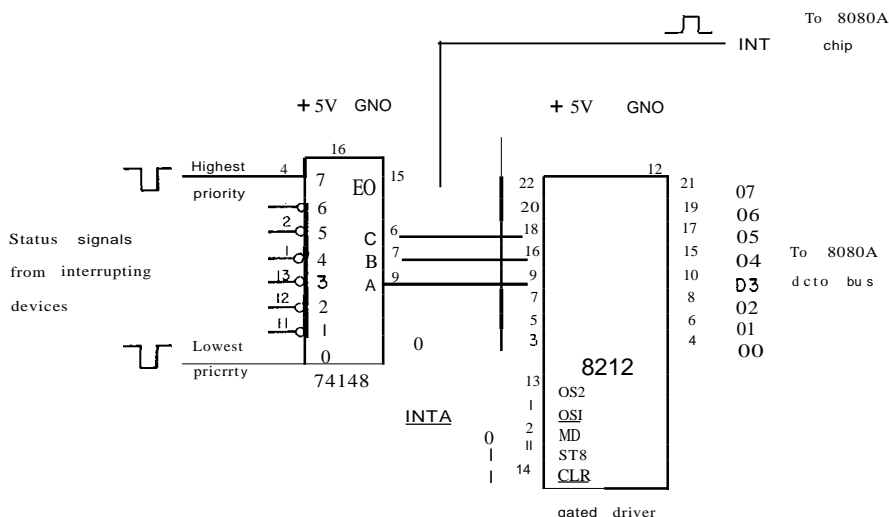 To 8080A
INT chip
+ 5V GNO
+ 5V GNO
16
12
Highest
priority
4
7
EO
15
22
21
07
6
20
19
06
2
5
C
6
18
17
05
Status signals
1
4
B
7
16
15
04
To 8080A
from interrupting
13
3
A
9
9
10
D3
dcto bus
devices
12
2
7
8
02
11
1
5
6
01
Lowest
pricrrty
0
0
3
4
00
74148
8212
13
OS2
INTA
I
OSI
0
2
MD
I
II
ST8
I
14
CLR
gated driver